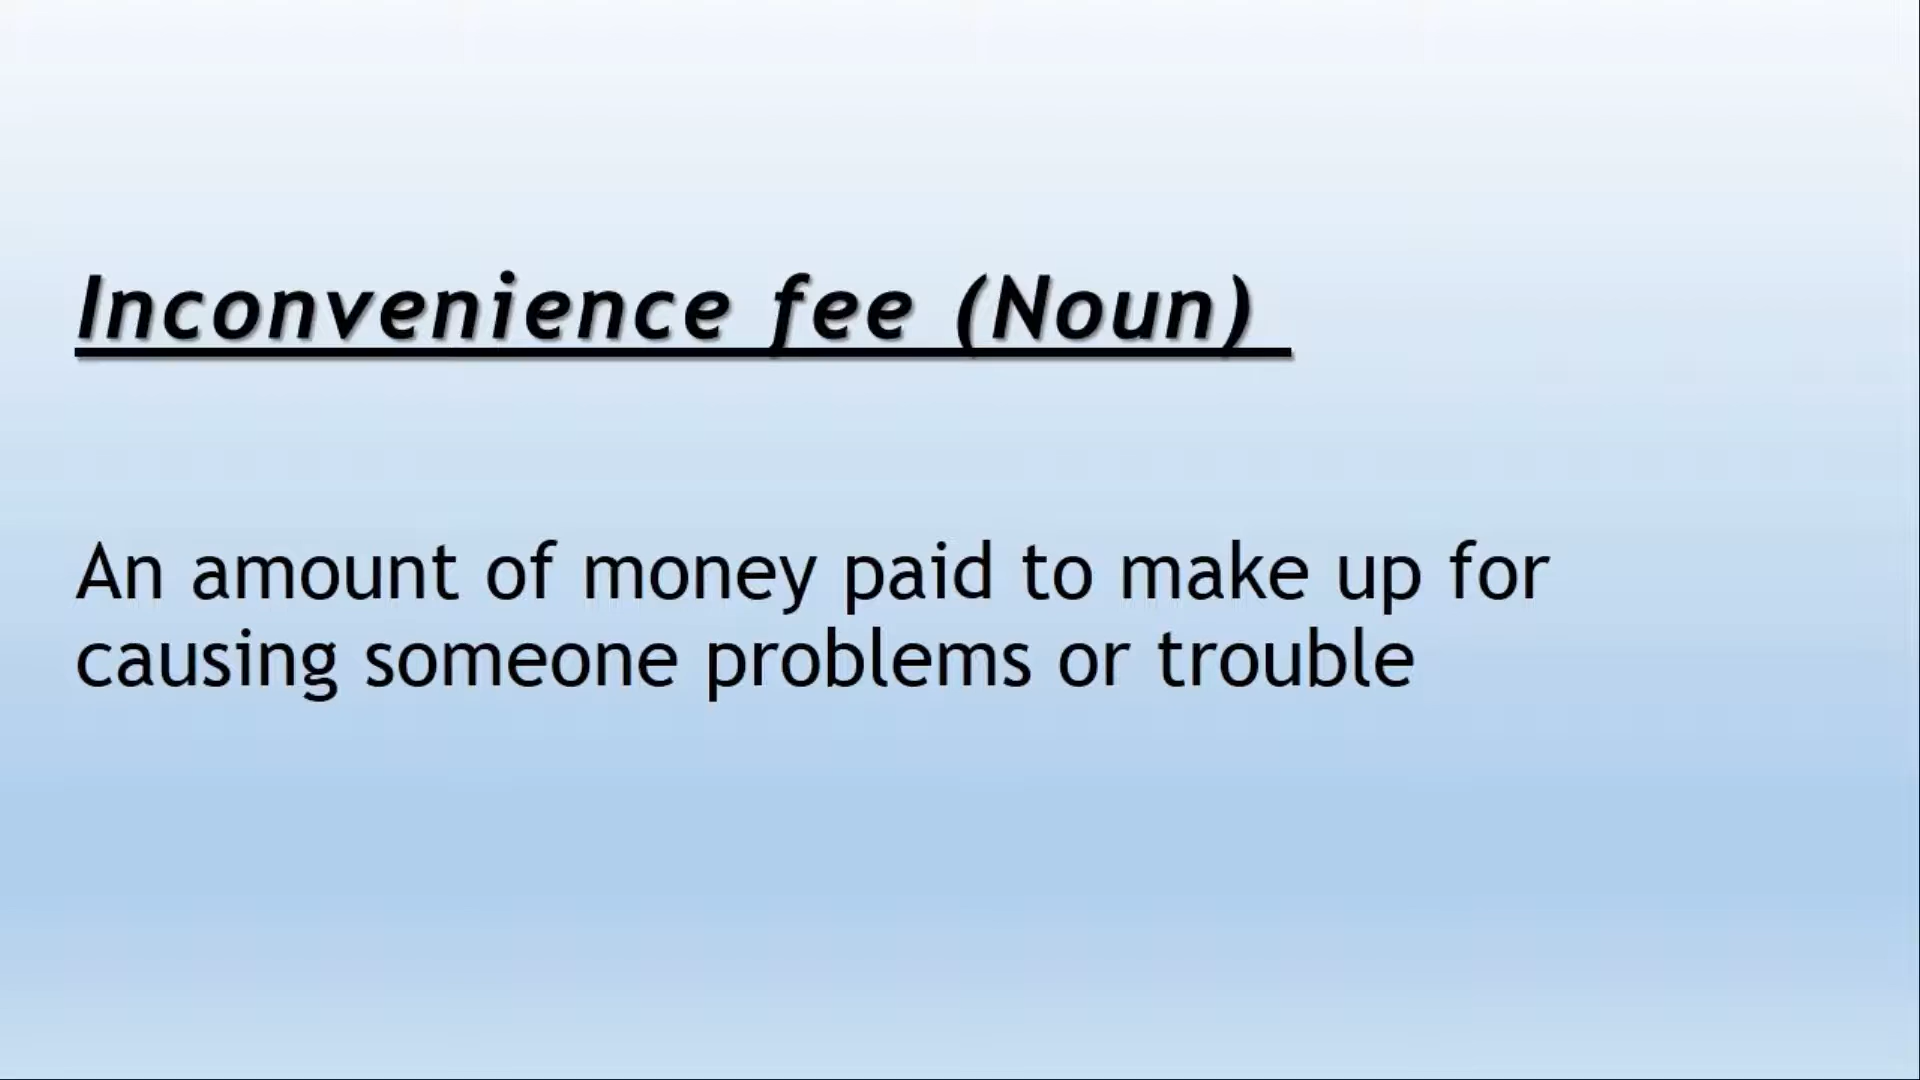 Inconvenience fee (Noun)
An amount of money paid to make up for
causing someone problems or trouble